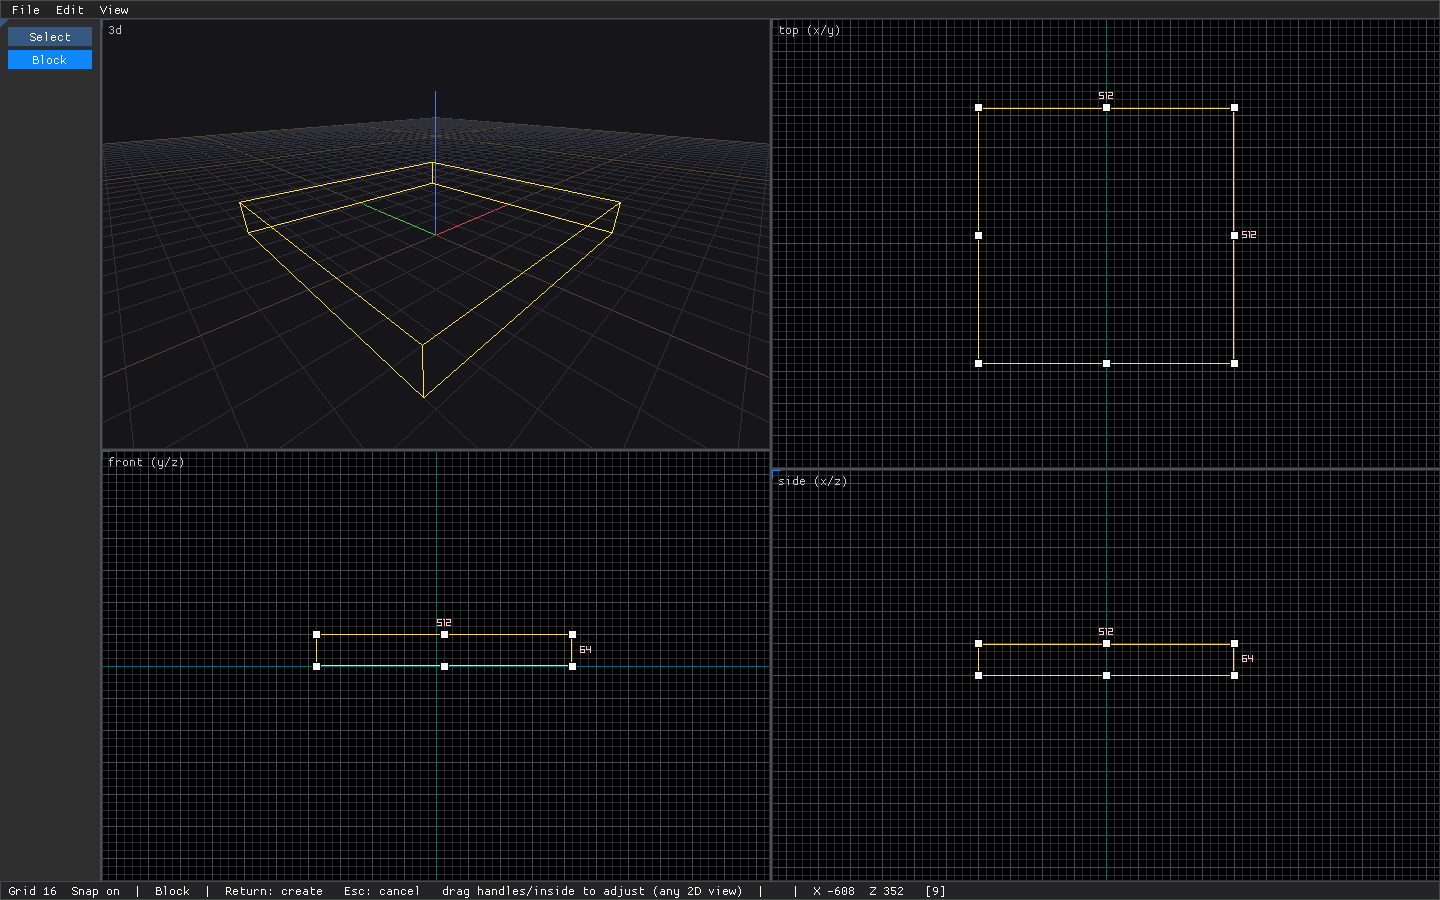 File Edit View
Select
Block
3d
top (x/y)
512
512
front (y/z)
512
64
side (x/z)
512
64
Grid 16 Snap on | Block | Return: create Esc: cancel drag handles/inside to adjust (any 2D view) | | X -608 Z 352 [9]